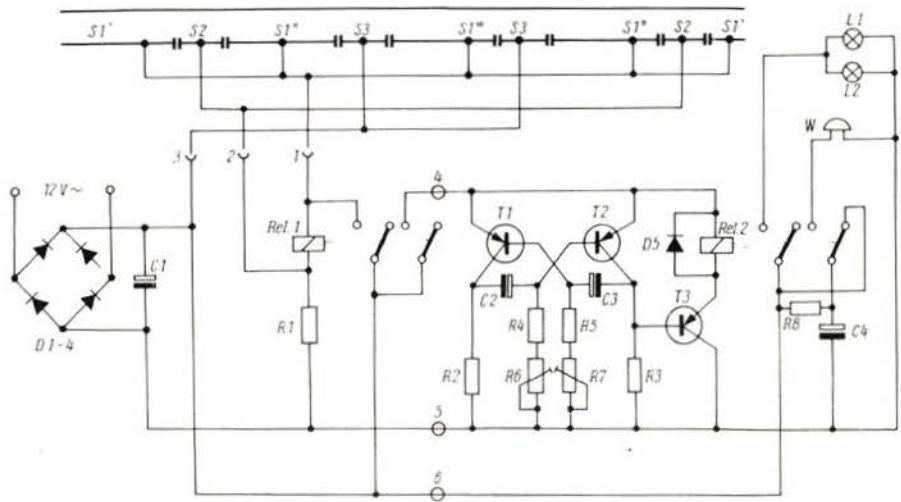 S1' S2 S1" S3 S1"' S3 S1" S2 S1'
L1
L2
W
3 2 1
12V~
4
T1 T2
Rel.1 D5 Rel.2
C1
C2 C3
T3
R1 R4 R5 R8 C4
D1-4
R2 R6 R7 R3
5
6